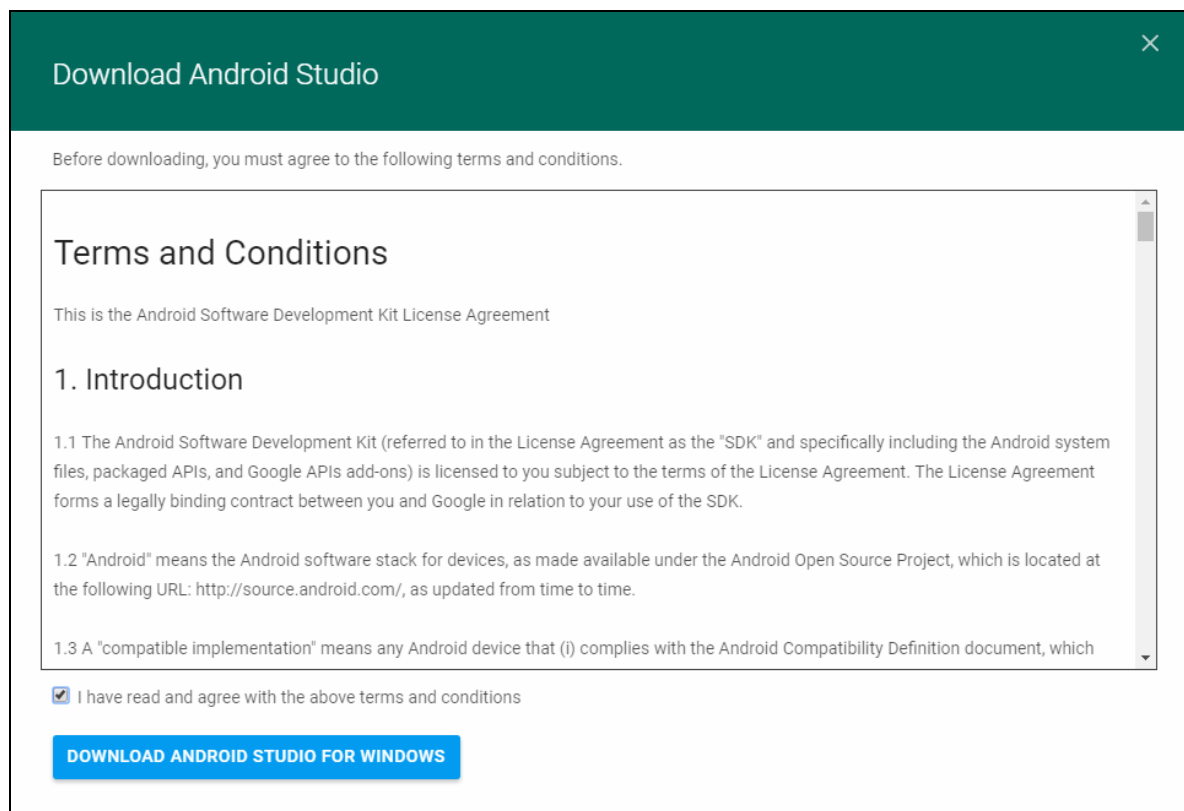 Download Android Studio
Before downloading, you must agree to the following terms and conditions.
Terms and Conditions
This is the Android Software Development Kit License Agreement
1. Introduction
1.1 The Android Software Development Kit (referred to in the License Agreement as the "SDK" and specifically including the Android system
files, packaged APIs, and Google APIs add-ons) is licensed to you subject to the terms of the License Agreement. The License Agreement
forms a legally binding contract between you and Google in relation to your use of the SDK.
1.2 "Android" means the Android software stack for devices, as made available under the Android Open Source Project, which is located at
the following URL: http://source.android.com/, as updated from time to time.
1.3 A "compatible implementation" means any Android device that (i) complies with the Android Compatibility Definition document, which
I have read and agree with the above terms and conditions
DOWNLOAD ANDROID STUDIO FOR WINDOWS